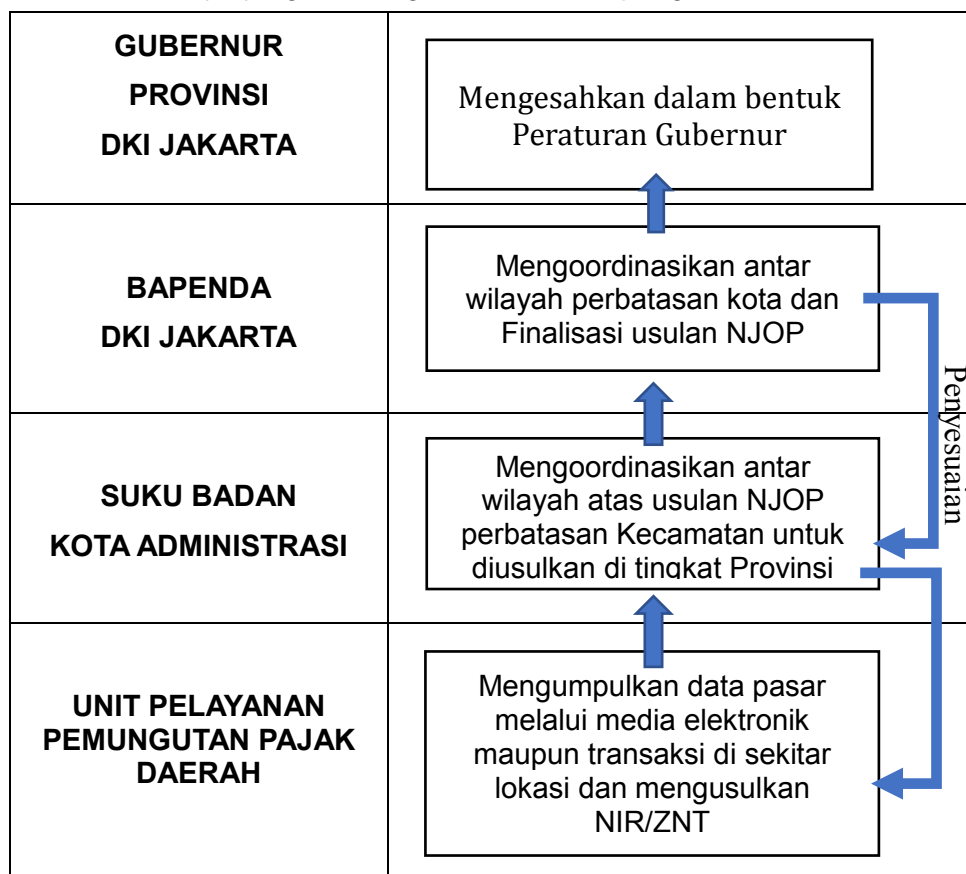 GUBERNUR
PROVINSI
DKI JAKARTA
Mengesahkan dalam bentuk
Peraturan Gubernur
BAPENDA
DKI JAKARTA
Mengoordinasikan antar
wilayah perbatasan kota dan
Finalisasi usulan NJOP
Penyesuaian
SUKU BADAN
KOTA ADMINISTRASI
Mengoordinasikan antar
wilayah atas usulan NJOP
perbatasan Kecamatan untuk
diusulkan di tingkat Provinsi
UNIT PELAYANAN
PEMUNGUTAN PAJAK
DAERAH
Mengumpulkan data pasar
melalui media elektronik
maupun transaksi di sekitar
lokasi dan mengusulkan
NIR/ZNT